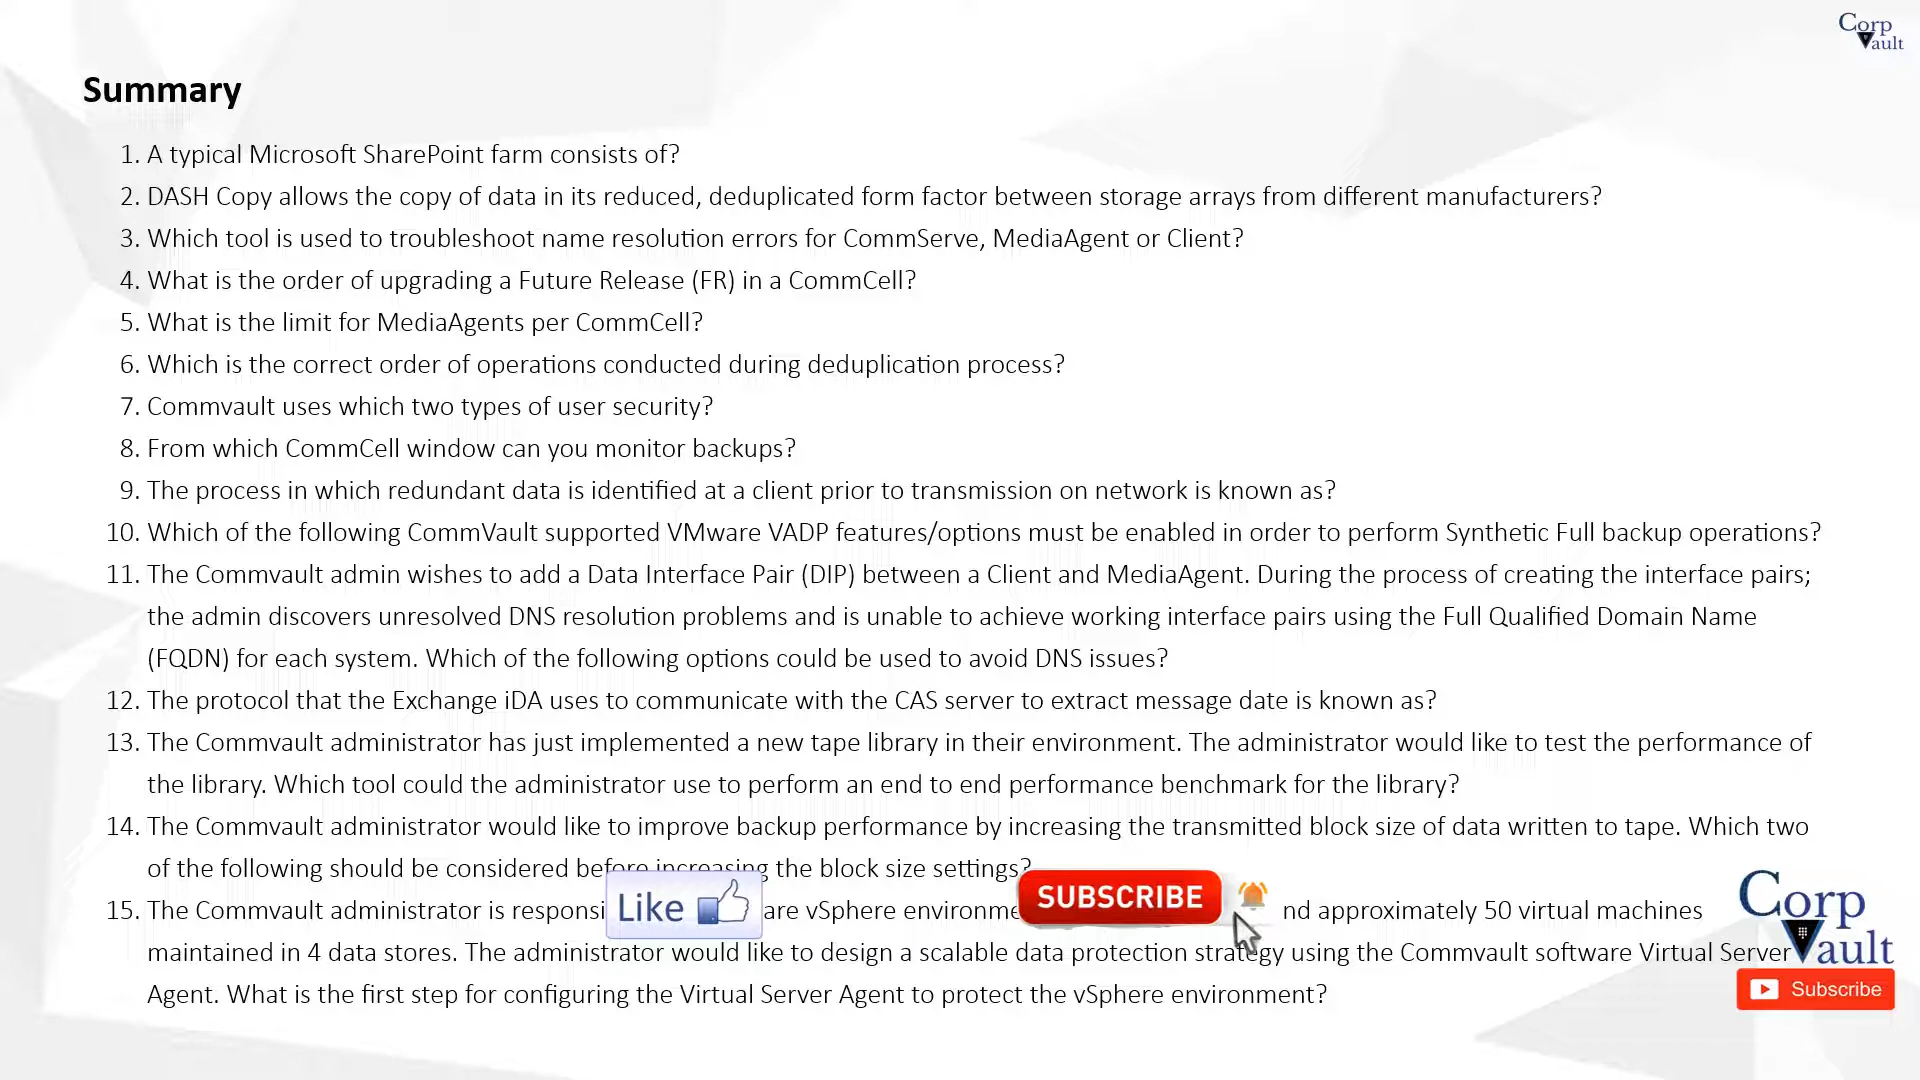 Corp
Vault
Summary
1. A typical Microsoft SharePoint farm consists of?
2. DASH Copy allows the copy of data in its reduced, deduplicated form factor between storage arrays from different manufacturers?
3. Which tool is used to troubleshoot name resolution errors for CommServe, MediaAgent or Client?
4. What is the order of upgrading a Future Release (FR) in a CommCell?
5. What is the limit for MediaAgents per CommCell?
6. Which is the correct order of operations conducted during deduplication process?
7. Commvault uses which two types of user security?
8. From which CommCell window can you monitor backups?
9. The process in which redundant data is identified at a client prior to transmission on network is known as?
10. Which of the following CommVault supported VMware VADP features/options must be enabled in order to perform Synthetic Full backup operations?
11. The Commvault admin wishes to add a Data Interface Pair (DIP) between a Client and MediaAgent. During the process of creating the interface pairs;
the admin discovers unresolved DNS resolution problems and is unable to achieve working interface pairs using the Full Qualified Domain Name
(FQDN) for each system. Which of the following options could be used to avoid DNS issues?
12. The protocol that the Exchange iDA uses to communicate with the CAS server to extract message date is known as?
13. The Commvault administrator has just implemented a new tape library in their environment. The administrator would like to test the performance of
the library. Which tool could the administrator use to perform an end to end performance benchmark for the library?
14. The Commvault administrator would like to improve backup performance by increasing the transmitted block size of data written to tape. Which two
of the following should be considered before increasing the block size settings?
15. The Commvault administrator is responsi Like are vSphere environme SUBSCRIBE nd approximately 50 virtual machines
maintained in 4 data stores. The administrator would like to design a scalable data protection strategy using the Commvault software Virtual Server
Agent. What is the first step for configuring the Virtual Server Agent to protect the vSphere environment?
Corp
Vault
Subscribe